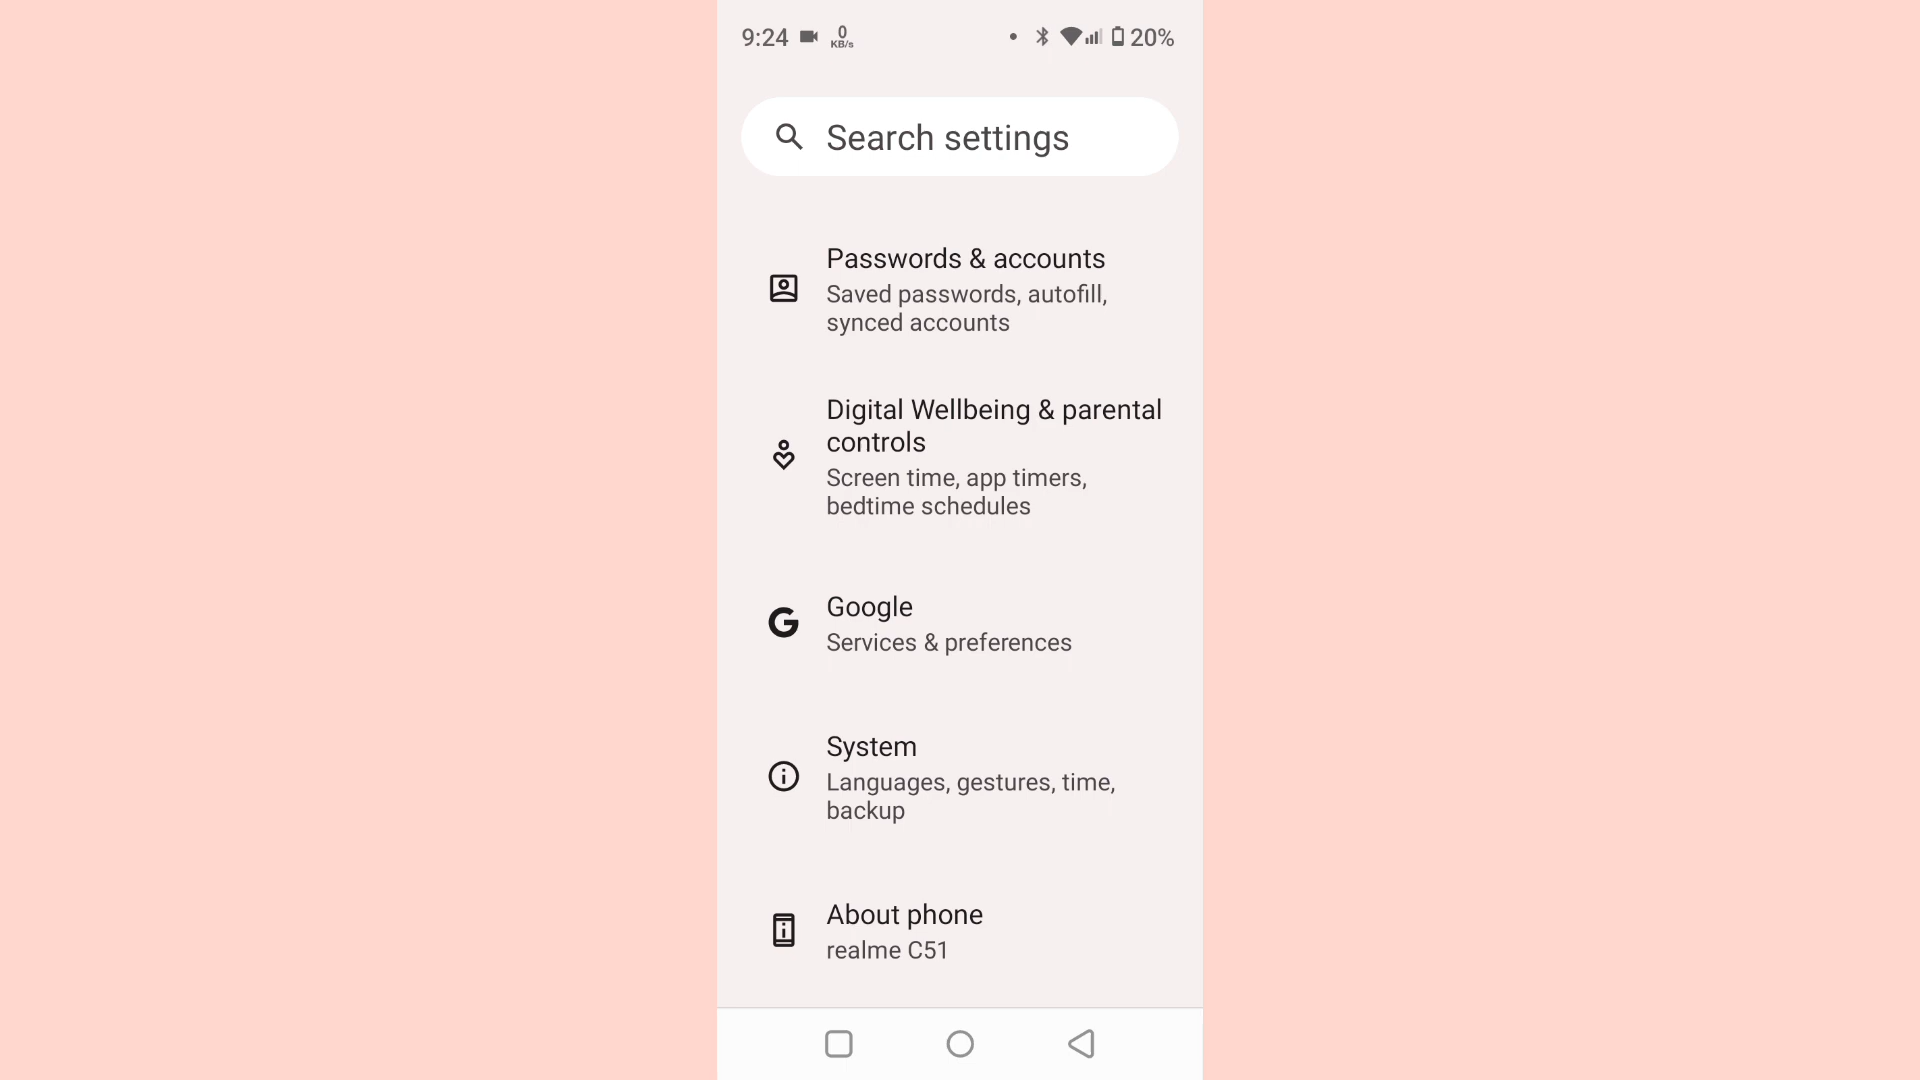 9:24 0 KB/s 20%
Search settings
Passwords & accounts
Saved passwords, autofill,
synced accounts
Digital Wellbeing & parental
controls
Screen time, app timers,
bedtime schedules
Google
Services & preferences
System
Languages, gestures, time,
backup
About phone
realme C51